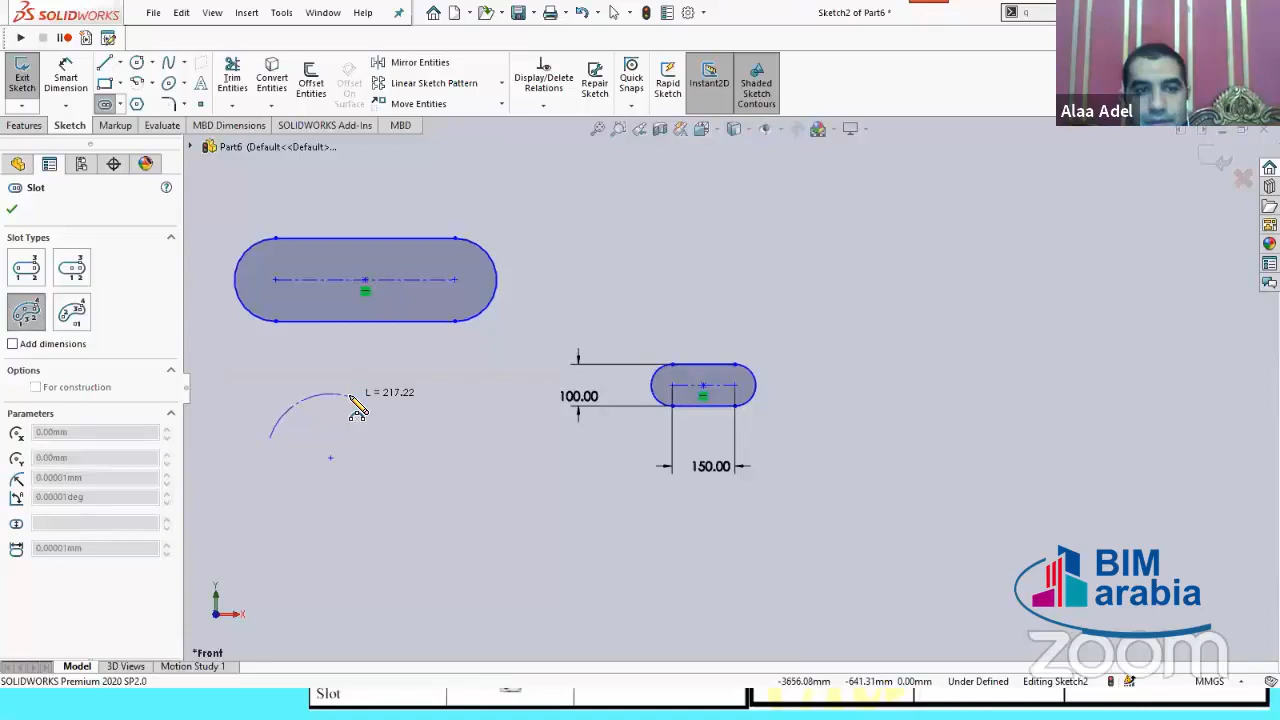 SOLIDWORKS
File
Edit
View
Insert
Tools
Window
Help
Sketch2 of Part6 *
q
Exit Sketch
Smart Dimension
Trim Entities
Convert Entities
Offset Entities
Offset On Surface
Mirror Entities
Linear Sketch Pattern
Move Entities
Display/Delete Relations
Repair Sketch
Quick Snaps
Rapid Sketch
Instant2D
Shaded Sketch Contours
Alaa Adel
Features
Sketch
Markup
Evaluate
MBD Dimensions
SOLIDWORKS Add-Ins
MBD
Part6 (Default<<Default>...
Slot
Slot Types
Add dimensions
Options
For construction
Parameters
0.00mm
0.00mm
0.00001mm
0.00001deg
0.00001mm
L = 217.22
100.00
150.00
Y
X
*Front
BIM
arabia
zoom
Model
3D Views
Motion Study 1
SOLIDWORKS Premium 2020 SP2.0
-3656.08mm
-641.31mm
0.00mm
Under Defined
Editing Sketch2
MMGS
Slot